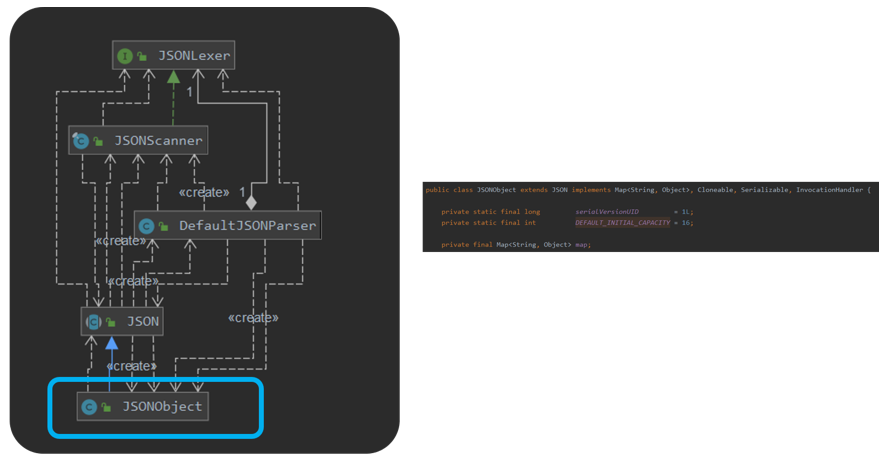 JSONLexer
1
JSONScanner
«create»
1
DefaultJSONParser
«create»
«create»
JSON
«create»
«create»
JSONObject
public class JSONObject extends JSON implements Map<String, Object>, Cloneable, Serializable, InvocationHandler {
private static final long serialVersionUID = 1L;
private static final int DEFAULT_INITIAL_CAPACITY = 16;
private final Map<String, Object> map;